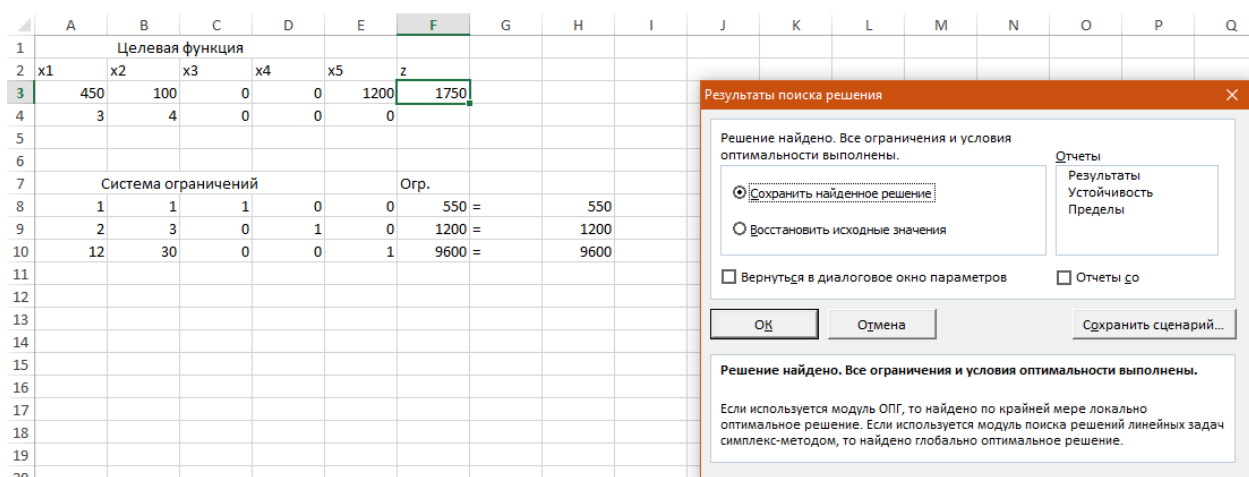 A B C D E F G H I J K L M N O P Q
1 Целевая функция
2 x1 x2 x3 x4 x5 z
3 450 100 0 0 1200 1750
4 3 4 0 0 0
5
6
7 Система ограничений Огр.
8 1 1 1 0 0 550 = 550
9 2 3 0 1 0 1200 = 1200
10 12 30 0 0 1 9600 = 9600
11
12
13
14
15
16
17
18
19
Результаты поиска решения
Решение найдено. Все ограничения и условия
оптимальности выполнены.
Отчеты
Результаты
Устойчивость
Пределы
Сохранить найденное решение
Восстановить исходные значения
Вернуться в диалоговое окно параметров
Отчеты со
ОК
Отмена
Сохранить сценарий...
Решение найдено. Все ограничения и условия оптимальности выполнены.
Если используется модуль ОПГ, то найдено по крайней мере локально
оптимальное решение. Если используется модуль поиска решений линейных задач
симплекс-методом, то найдено глобально оптимальное решение.